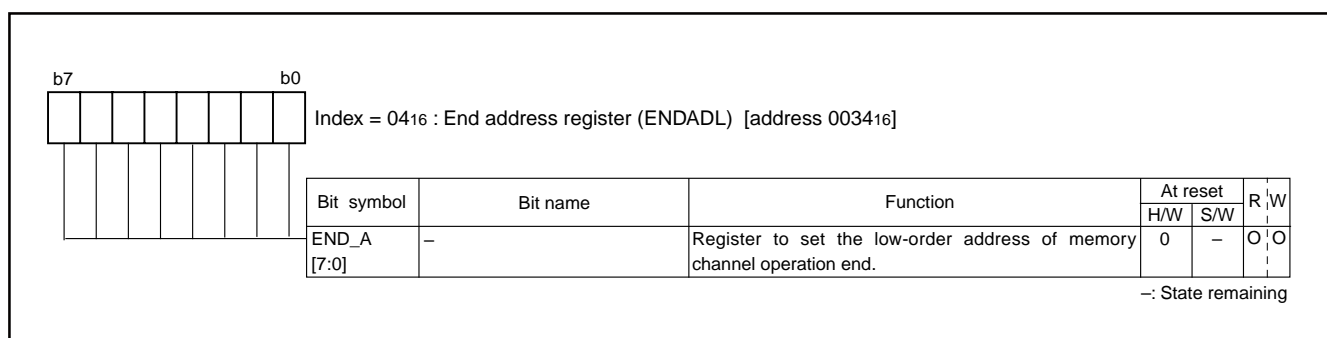 b7 b0
Index = 0416 : End address register (ENDADL) [address 003416]
Bit symbol Bit name Function At reset R W
H/W S/W
END_A – Register to set the low-order address of memory 0 – O O
[7:0] channel operation end.
–: State remaining